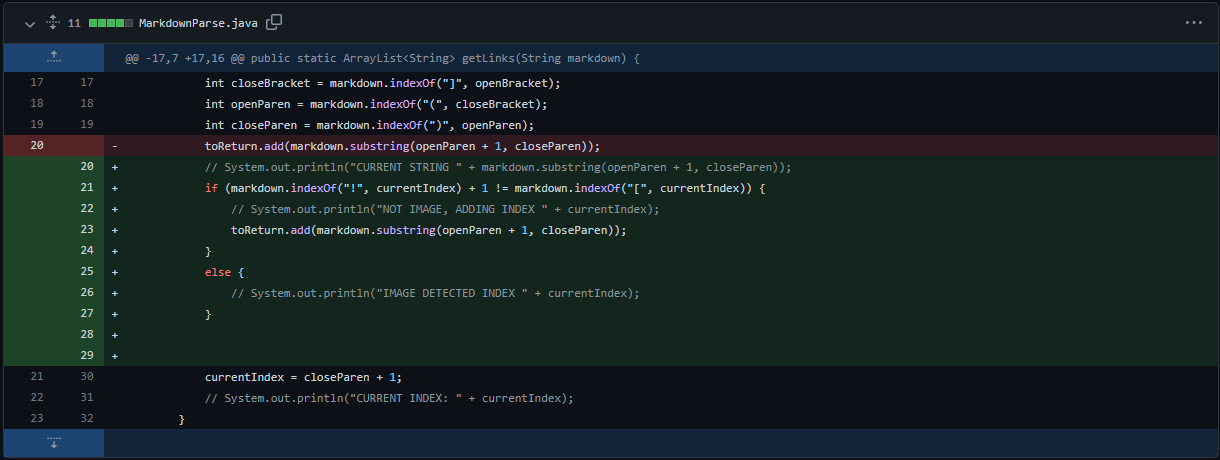 11 MarkdownParse.java
@@ -17,7 +17,16 @@ public static ArrayList<String> getLinks(String markdown) {
17 17 int closeBracket = markdown.indexOf("]", openBracket);
18 18 int openParen = markdown.indexOf("(", closeBracket);
19 19 int closeParen = markdown.indexOf(")", openParen);
20 - toReturn.add(markdown.substring(openParen + 1, closeParen));
20 + // System.out.println("CURRENT STRING " + markdown.substring(openParen + 1, closeParen));
21 + if (markdown.indexOf("!", currentIndex) + 1 != markdown.indexOf("[", currentIndex)) {
22 + // System.out.println("NOT IMAGE, ADDING INDEX " + currentIndex);
23 + toReturn.add(markdown.substring(openParen + 1, closeParen));
24 + }
25 + else {
26 + // System.out.println("IMAGE DETECTED INDEX " + currentIndex);
27 + }
28 +
29 +
21 30 currentIndex = closeParen + 1;
22 31 // System.out.println("CURRENT INDEX: " + currentIndex);
23 32 }